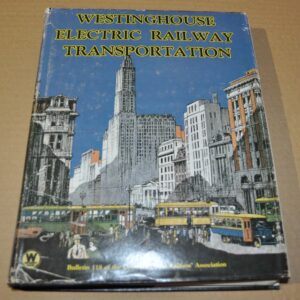 WESTINGHOUSE
ELECTRIC RAILWAY
TRANSPORTATION
W
Bulletin 118 of the Association